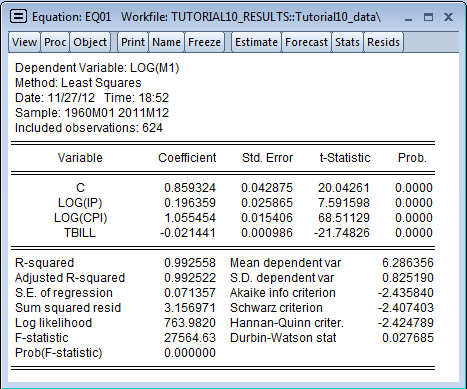 Equation: EQ01 Workfile: TUTORIAL10_RESULTS::Tutorial10_data\
View Proc Object Print Name Freeze Estimate Forecast Stats Resids
Dependent Variable: LOG(M1)
Method: Least Squares
Date: 11/27/12 Time: 18:52
Sample: 1960M01 2011M12
Included observations: 624
Variable Coefficient Std. Error t-Statistic Prob.
C 0.859324 0.042875 20.04261 0.0000
LOG(IP) 0.196359 0.025865 7.591598 0.0000
LOG(CPI) 1.055454 0.015406 68.51129 0.0000
TBILL -0.021441 0.000986 -21.74826 0.0000
R-squared 0.992558 Mean dependent var 6.286356
Adjusted R-squared 0.992522 S.D. dependent var 0.825190
S.E. of regression 0.071357 Akaike info criterion -2.435840
Sum squared resid 3.156971 Schwarz criterion -2.407403
Log likelihood 763.9820 Hannan-Quinn criter. -2.424789
F-statistic 27564.63 Durbin-Watson stat 0.027685
Prob(F-statistic) 0.000000